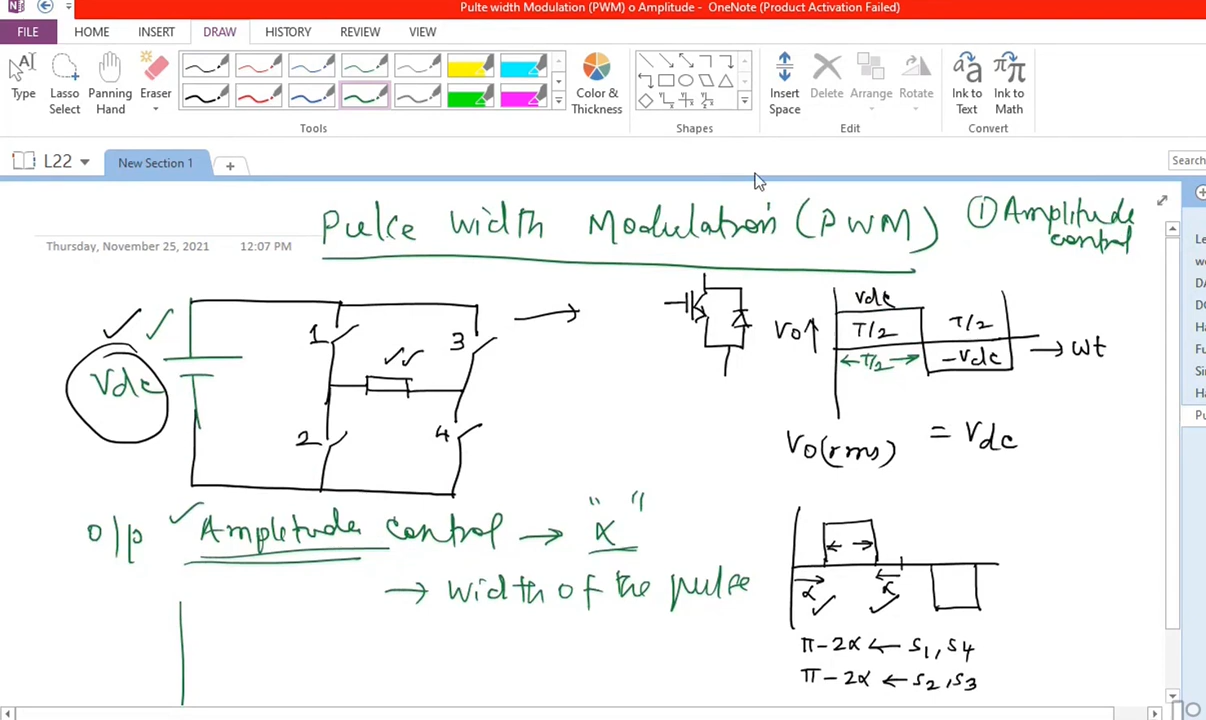 Pulte width Modulation (PWM) o Amplitude - OneNote (Product Activation Failed)
FILE HOME INSERT DRAW HISTORY REVIEW VIEW
Type
Lasso Select
Panning Hand
Eraser
Color & Thickness
Insert Space
Delete
Arrange
Rotate
Ink to Text
Ink to Math
Tools
Shapes
Edit
Convert
L22
New Section 1
Search
Thursday, November 25, 2021 12:07 PM
Pulse width Modulation (PWM)
① Amplitude control
Vdc
1
3
2
4
Vo↑
Vdc
T/2
T/2
←T/2→
-Vdc
→ wt
Vo(rms) = Vdc
o/p Ampletude control → "α"
→ width of the pulse
α
α
π-2α ← S1, S4
π-2α ← S2, S3